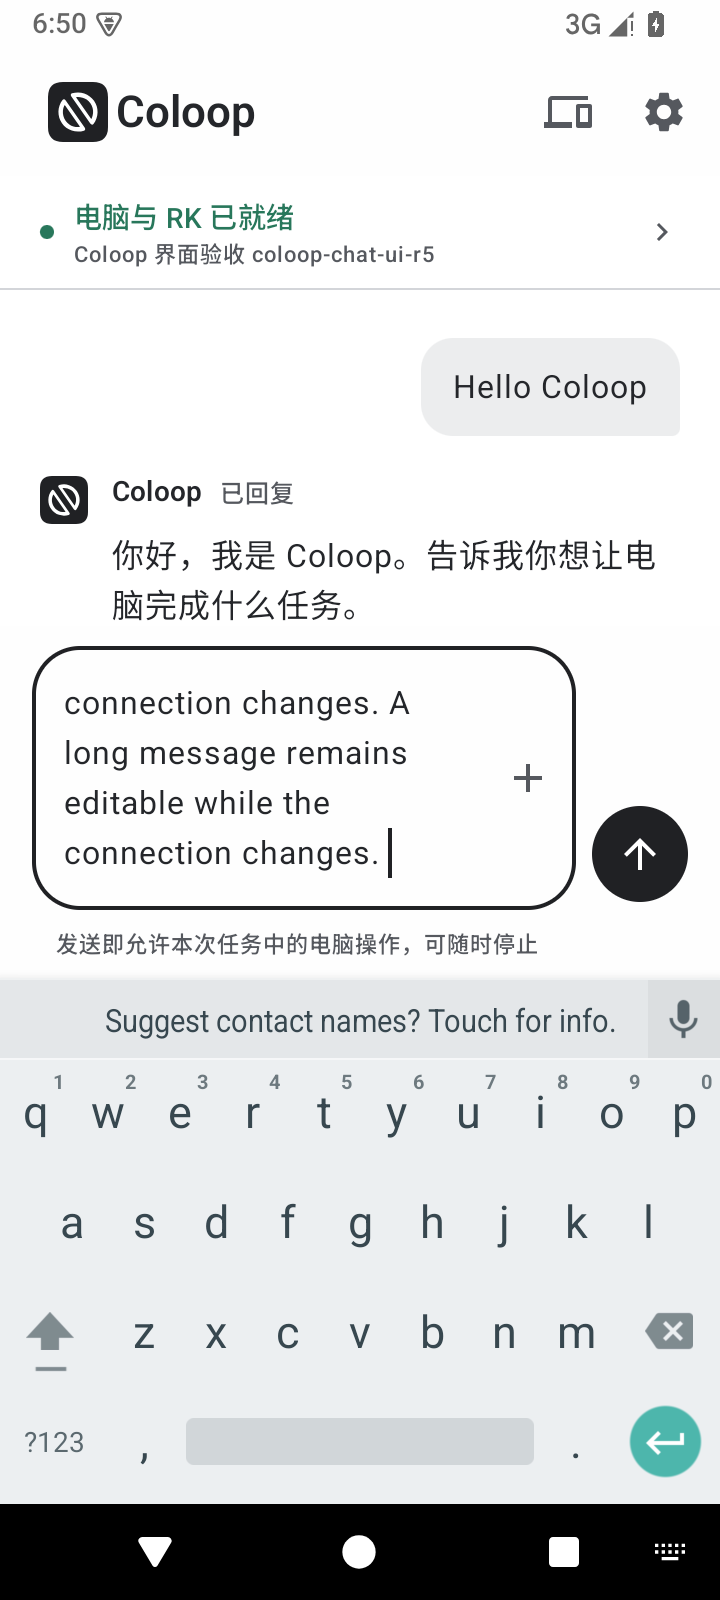 6:50
3G
Coloop
电脑与 RK 已就绪
Coloop 界面验收 coloop-chat-ui-r5
Hello Coloop
Coloop 已回复
你好，我是 Coloop。告诉我你想让电
脑完成什么任务。
connection changes. A
long message remains
editable while the
connection changes.
发送即允许本次任务中的电脑操作，可随时停止
Suggest contact names? Touch for info.
1 2 3 4 5 6 7 8 9 0
q w e r t y u i o p
a s d f g h j k l
z x c v b n m
?123 , .